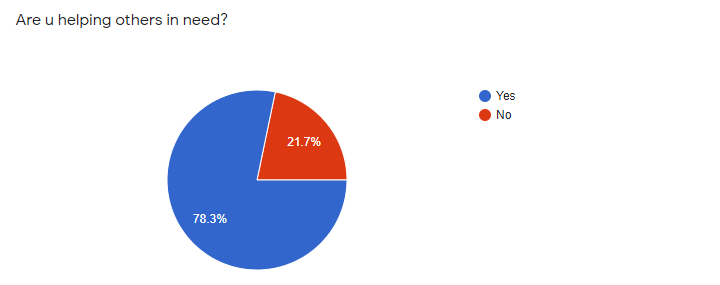 Are u helping others in need?
Yes
No
21.7%
78.3%